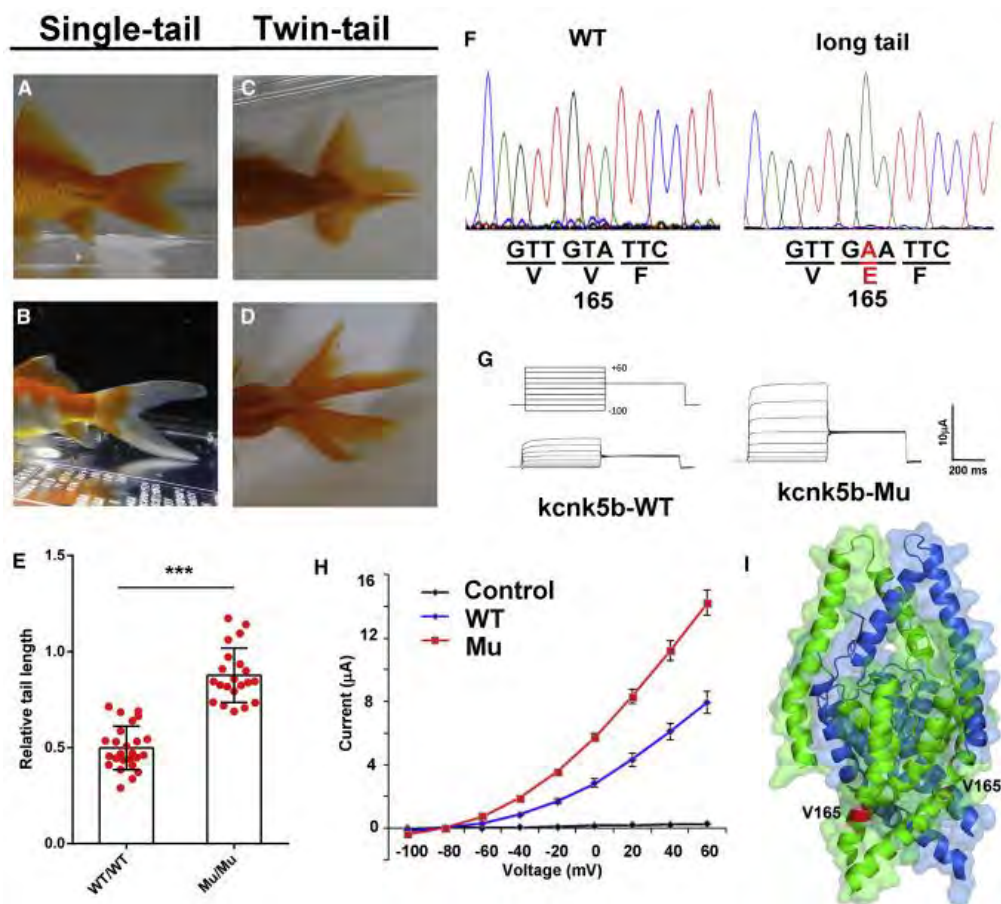 Single-tail Twin-tail
A
C
B
D
E
Relative tail length
1.5
1.0
0.5
0.0
***
WT/WT
Mu/Mu
F
WT
long tail
GTT GTA TTC
V V F
165
GTT GAA TTC
V E F
165
G
+60
-100
kcnk5b-WT
kcnk5b-Mu
10μA
200 ms
H
Control
WT
Mu
Current (μA)
16
12
8
4
0
-100 -80 -60 -40 -20 0 20 40 60
Voltage (mV)
I
V165
V165